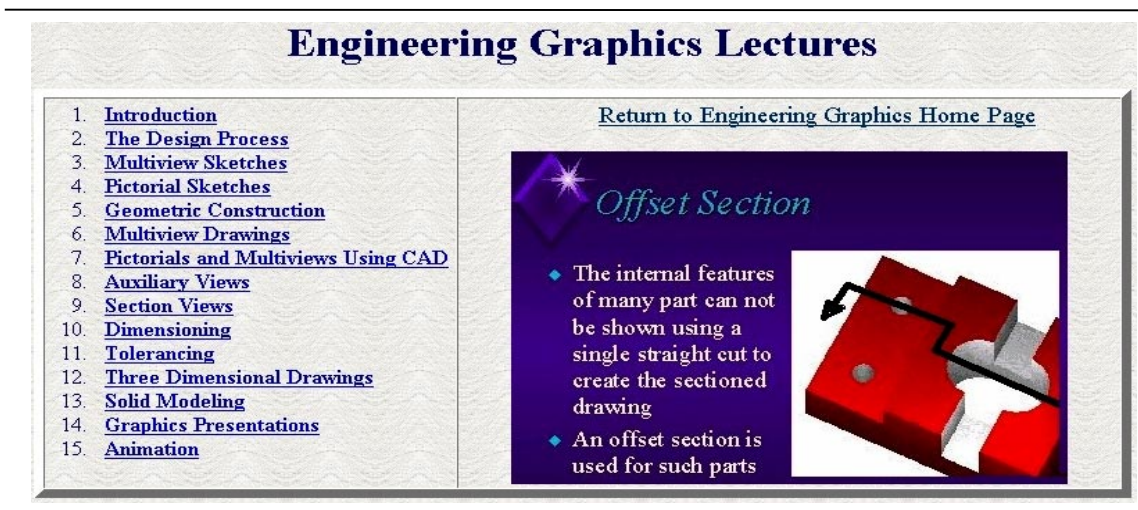 Engineering Graphics Lectures
1. Introduction
2. The Design Process
3. Multiview Sketches
4. Pictorial Sketches
5. Geometric Construction
6. Multiview Drawings
7. Pictorials and Multiviews Using CAD
8. Auxiliary Views
9. Section Views
10. Dimensioning
11. Tolerancing
12. Three Dimensional Drawings
13. Solid Modeling
14. Graphics Presentations
15. Animation
Return to Engineering Graphics Home Page
Offset Section
The internal features
of many part can not
be shown using a
single straight cut to
create the sectioned
drawing
An offset section is
used for such parts